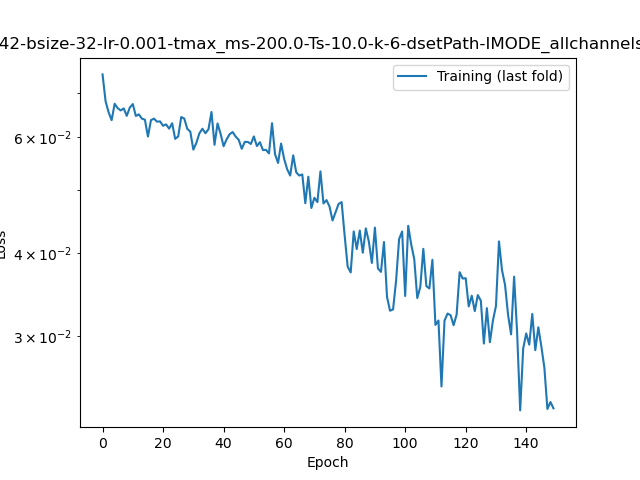 42-bsize-32-lr-0.001-tmax_ms-200.0-Ts-10.0-k-6-dsetPath-IMODE_allchannels
Training (last fold)
6 × 10⁻²
4 × 10⁻²
3 × 10⁻²
Loss
0 20 40 60 80 100 120 140
Epoch